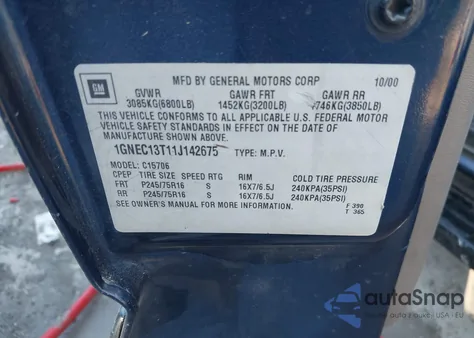 GM
MFD BY GENERAL MOTORS CORP 10/00
GVWR GAWR FRT GAWR RR
3085KG(6800LB) 1452KG(3200LB) 1746KG(3850LB)
THIS VEHICLE CONFORMS TO ALL APPLICABLE U.S. FEDERAL MOTOR
VEHICLE SAFETY STANDARDS IN EFFECT ON THE DATE OF
MANUFACTURE SHOWN ABOVE.
1GNEC13T11J142675 TYPE: M.P.V.
MODEL: C15706
CPEP TIRE SIZE SPEED RTG RIM COLD TIRE PRESSURE
FRT P245/75R16 S 16X7/6.5J 240KPA(35PSI)
RR P245/75R16 S 16X7/6.5J 240KPA(35PSI)
SEE OWNER'S MANUAL FOR MORE INFORMATION.
F 390
T 365
autoSnap
USA · EU